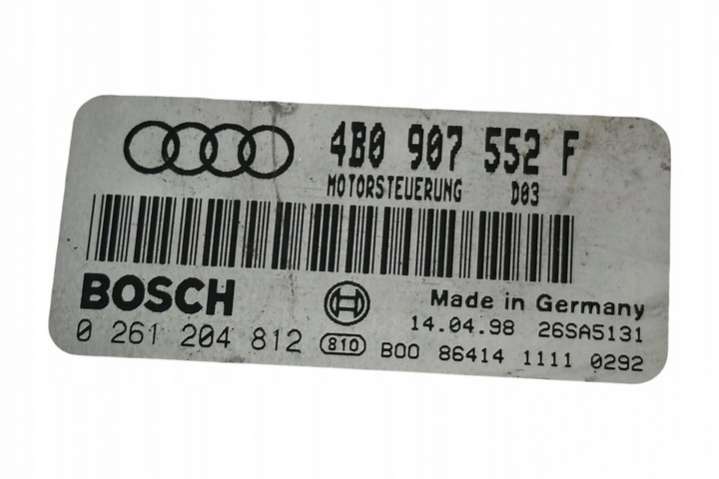 4B0 907 552 F
MOTORSTEUERUNG D03
BOSCH
Made in Germany
14.04.98 26SA5131
0 261 204 812 810 B00 86414 1111 0292